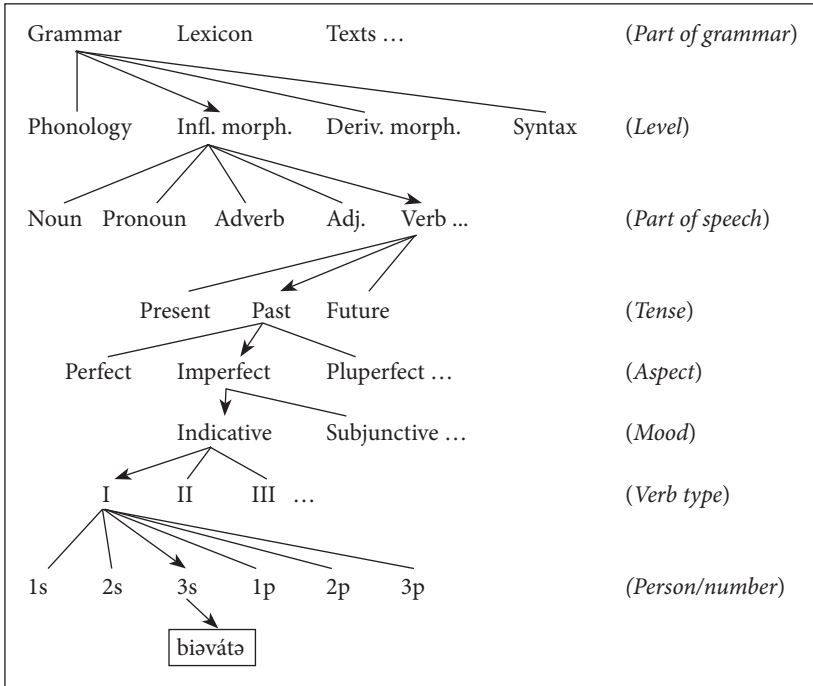 Grammar Lexicon Texts … (Part of grammar)
Phonology Infl. morph. Deriv. morph. Syntax (Level)
Noun Pronoun Adverb Adj. Verb ... (Part of speech)
Present Past Future (Tense)
Perfect Imperfect Pluperfect … (Aspect)
Indicative Subjunctive … (Mood)
I II III … (Verb type)
1s 2s 3s 1p 2p 3p (Person/number)
biəvátə